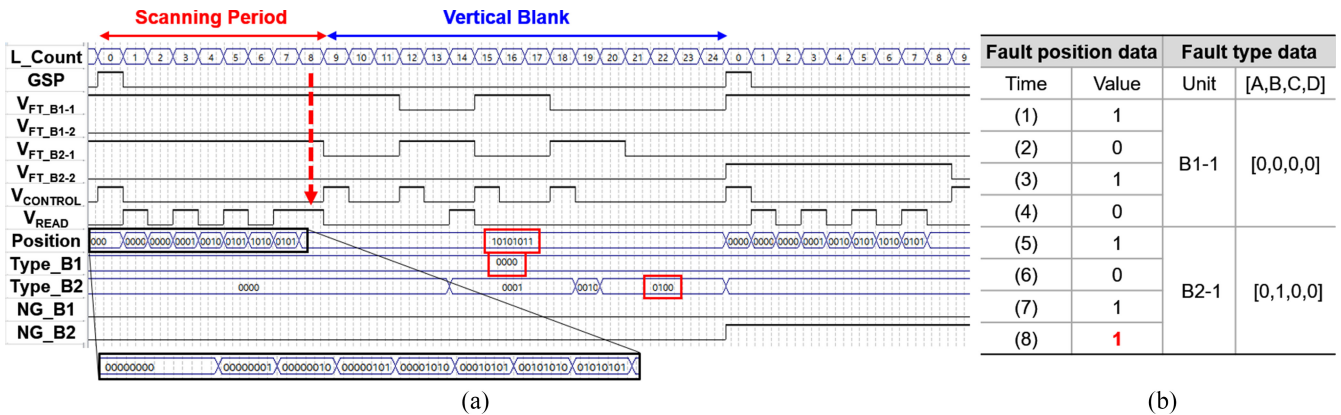 Scanning Period
Vertical Blank
L_Count 0 1 2 3 4 5 6 7 8 9 10 11 12 13 14 15 16 17 18 19 20 21 22 23 24 0 1 2 3 4 5 6 7 8 9
GSP
VFT_B1-1
VFT_B1-2
VFT_B2-1
VFT_B2-2
VCONTROL
VREAD
Position 000 0000 0000 0001 0010 0101 1010 0101 10101011 0000 0000 0000 0001 0010 0101 1010 0101
Type_B1 0000
Type_B2 0000 0001 0010 0100
NG_B1
NG_B2
00000000 00000001 00000010 00000101 00001010 00010101 00101010 01010101
(a)
Fault position data Fault type data
Time Value Unit [A,B,C,D]
(1) 1
(2) 0
(3) 1
(4) 0
B1-1 [0,0,0,0]
(5) 1
(6) 0
(7) 1
(8) 1
B2-1 [0,1,0,0]
(b)